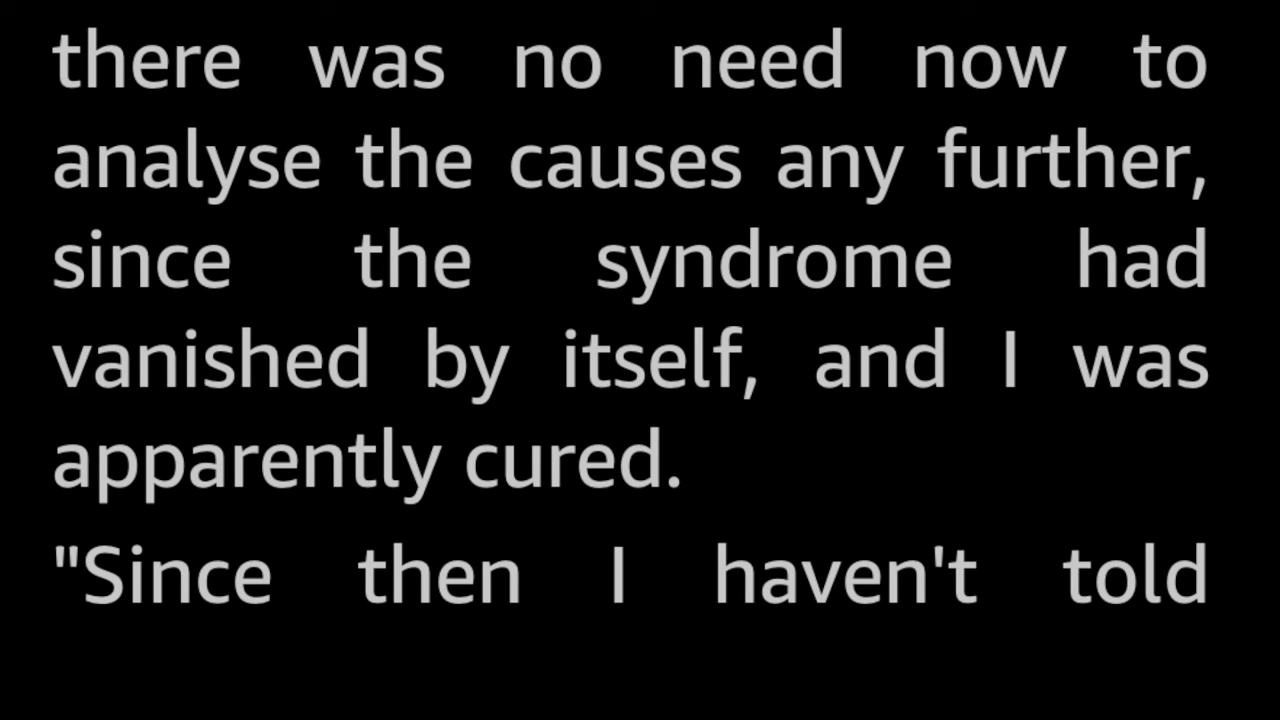 there was no need now to
analyse the causes any further,
since the syndrome had
vanished by itself, and I was
apparently cured.
"Since then I haven't told